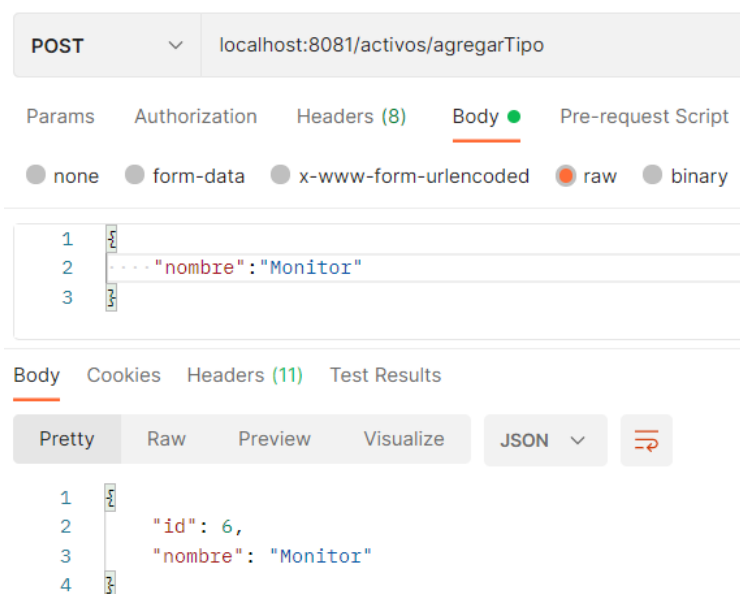 POST localhost:8081/activos/agregarTipo
Params Authorization Headers (8) Body Pre-request Script
none form-data x-www-form-urlencoded raw binary
1 {
2 ····"nombre":"Monitor"
3 }
Body Cookies Headers (11) Test Results
Pretty Raw Preview Visualize JSON
1 {
2 "id": 6,
3 "nombre": "Monitor"
4 }